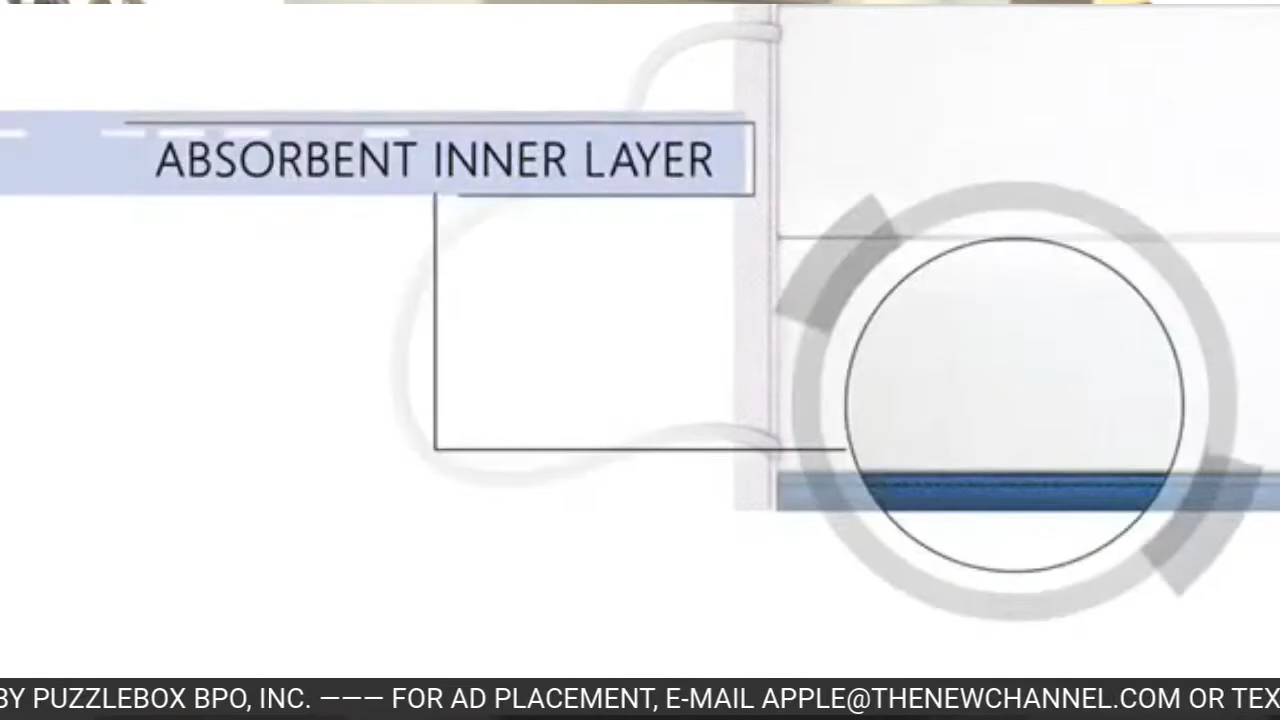 ABSORBENT INNER LAYER
BY PUZZLEBOX BPO, INC. ––– FOR AD PLACEMENT, E-MAIL APPLE@THENEWCHANNEL.COM OR TEX